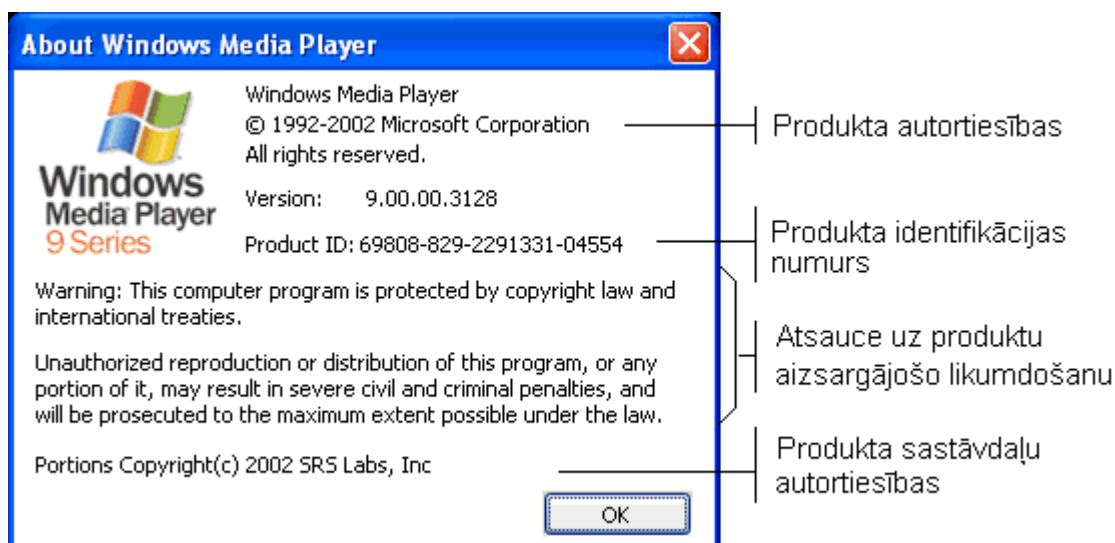 About Windows Media Player
Windows
Media Player
9 Series
Windows Media Player
© 1992-2002 Microsoft Corporation
All rights reserved.
Version: 9.00.00.3128
Product ID: 69808-829-2291331-04554
Warning: This computer program is protected by copyright law and
international treaties.
Unauthorized reproduction or distribution of this program, or any
portion of it, may result in severe civil and criminal penalties, and
will be prosecuted to the maximum extent possible under the law.
Portions Copyright(c) 2002 SRS Labs, Inc
OK
Produkta autortiesības
Produkta identifikācijas
numurs
Atsauce uz produktu
aizsargājošo likumdošanu
Produkta sastāvdaļu
autortiesības